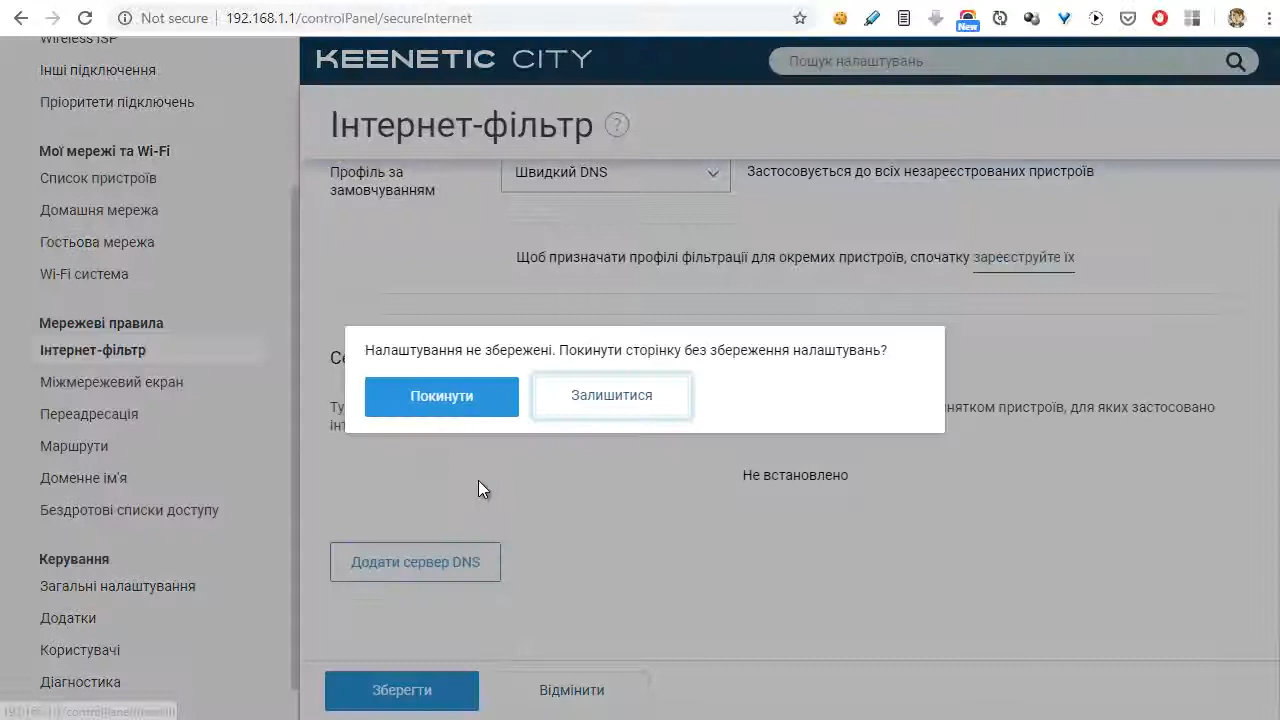 Not secure
192.168.1.1/controlPanel/secureInternet
New
Wireless ISP
Інші підключення
Пріоритети підключень
Мої мережі та Wi-Fi
Список пристроїв
Домашня мережа
Гостьова мережа
Wi-Fi система
Мережеві правила
Інтернет-фільтр
Міжмережевий екран
Переадресація
Маршрути
Доменне ім'я
Бездротові списки доступу
Керування
Загальні налаштування
Додатки
Користувачі
Діагностика
KEENETIC CITY
Пошук налаштувань
Інтернет-фільтр ?
Профіль за
замовчуванням
Швидкий DNS
Застосовується до всіх незареєстрованих пристроїв
Щоб призначати профілі фільтрації для окремих пристроїв, спочатку зареєструйте їх
Налаштування не збережені. Покинути сторінку без збереження налаштувань?
Покинути
Залишитися
пристроїв, для яких застосовано
Не встановлено
Додати сервер DNS
Зберегти
Відмінити